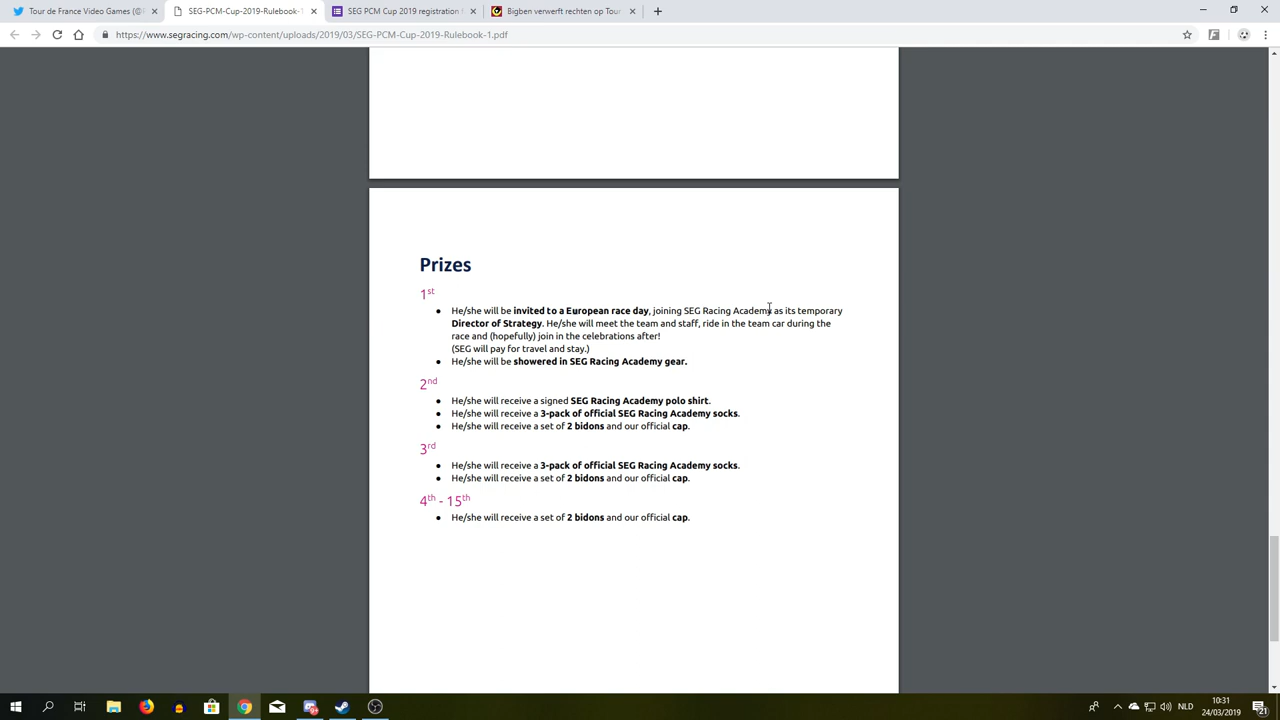 Tour de France Video Games (@
SEG-PCM-Cup-2019-Rulebook-1
SEG PCM Cup 2019 registration
Bigben verwerft rechten op Tour
https://www.segracing.com/wp-content/uploads/2019/03/SEG-PCM-Cup-2019-Rulebook-1.pdf
Prizes
1st
● He/she will be invited to a European race day, joining SEG Racing Academy as its temporary
Director of Strategy. He/she will meet the team and staff, ride in the team car during the
race and (hopefully) join in the celebrations after!
(SEG will pay for travel and stay.)
● He/she will be showered in SEG Racing Academy gear.
2nd
● He/she will receive a signed SEG Racing Academy polo shirt.
● He/she will receive a 3-pack of official SEG Racing Academy socks.
● He/she will receive a set of 2 bidons and our official cap.
3rd
● He/she will receive a 3-pack of official SEG Racing Academy socks.
● He/she will receive a set of 2 bidons and our official cap.
4th - 15th
● He/she will receive a set of 2 bidons and our official cap.
NLD
10:31
24/03/2019
21